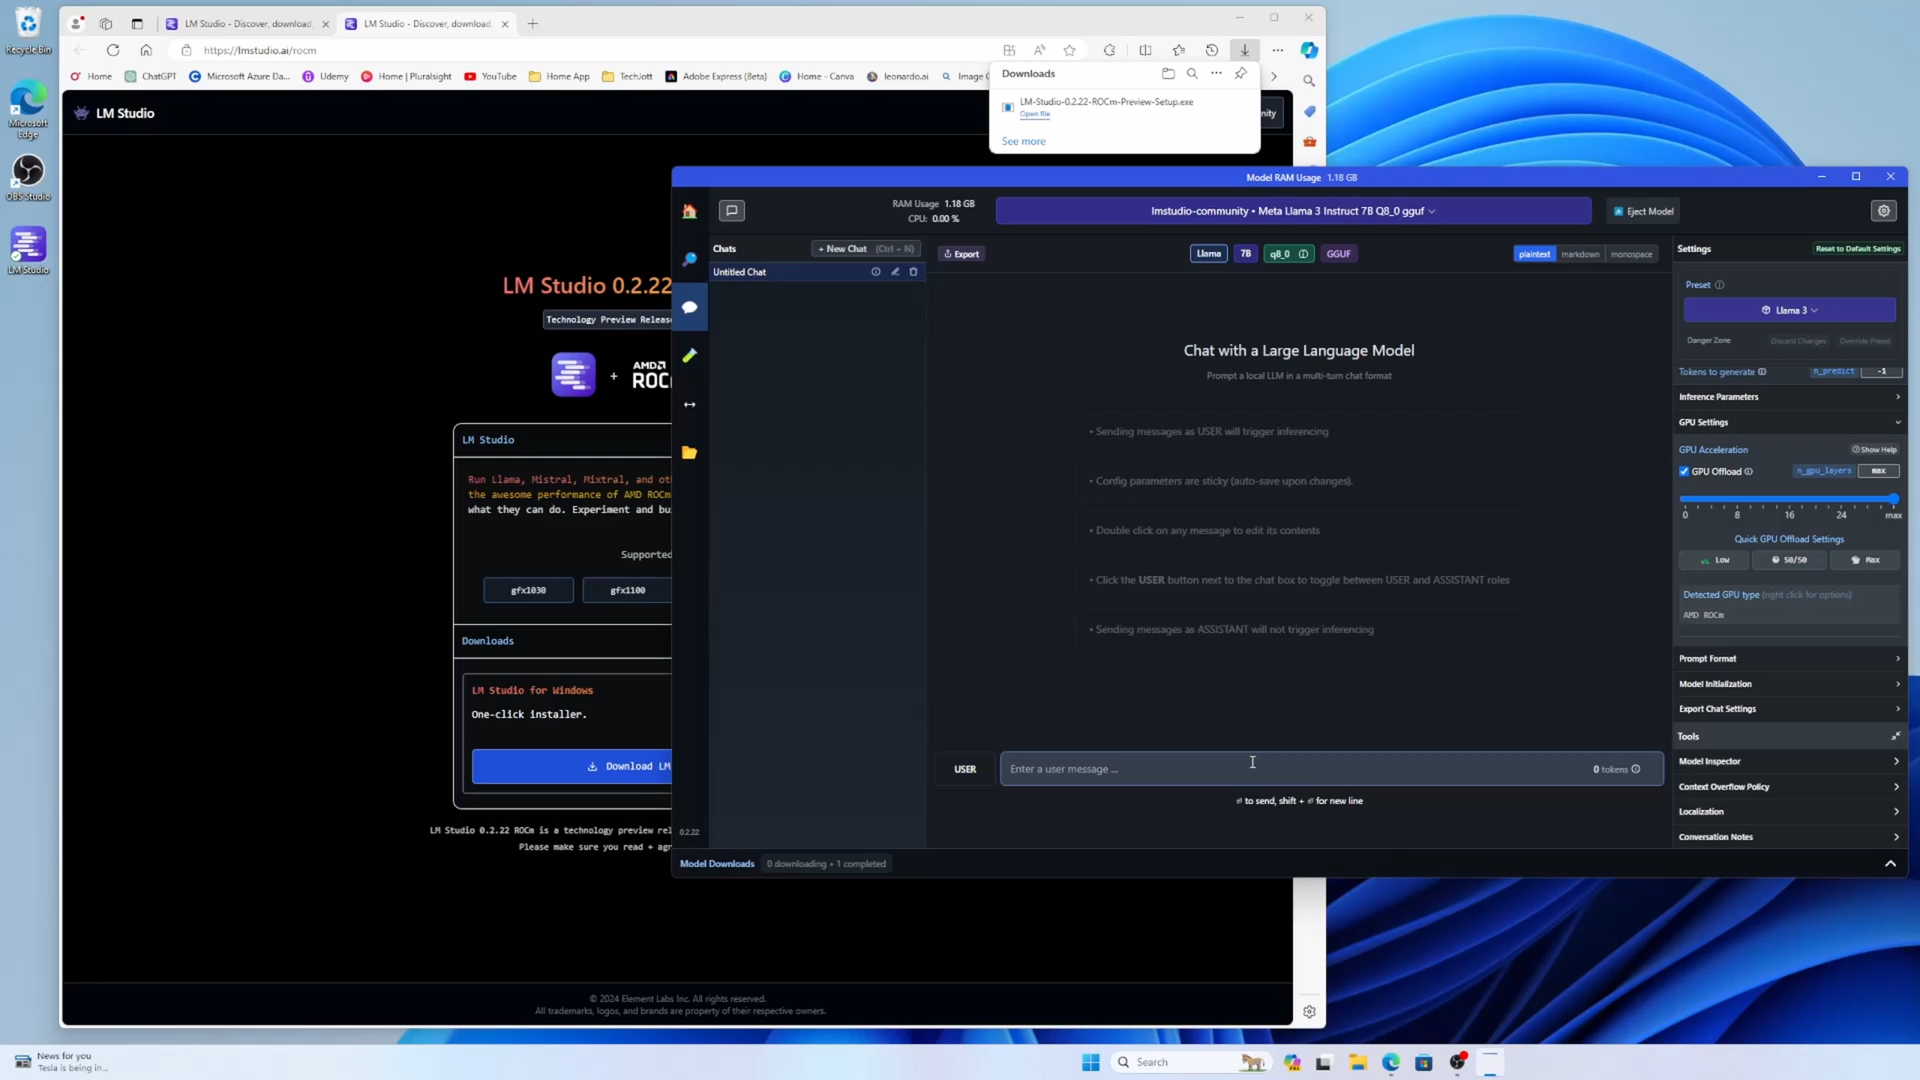 Recycle Bin
Microsoft
Edge
OBS Studio
LM Studio
LM Studio - Discover, download,
LM Studio - Discover, download,
https://lmstudio.ai/rocm
Home
ChatGPT
Microsoft Azure Da...
Udemy
Home | Pluralsight
YouTube
Home App
TechJott
Adobe Express (Beta)
Home - Canva
leonardo.ai
Image
Downloads
LM-Studio-0.2.22-ROCm-Preview-Setup.exe
Open file
See more
LM Studio
nity
LM Studio 0.2.22
Technology Preview Releas
+
AMD
ROC
LM Studio
Run Llama, Mistral, Mixtral, and ot
the awesome performance of AMD ROCm
what they can do. Experiment and bu
Supported
gfx1030
gfx1100
Downloads
LM Studio for Windows
One-click installer.
Download LM
LM Studio 0.2.22 ROCm is a technology preview rel
Please make sure you read + agr
© 2024 Element Labs Inc. All rights reserved.
All trademarks, logos, and brands are property of their respective owners.
Model RAM Usage 1.18 GB
RAM Usage 1.18 GB
CPU: 0.00 %
lmstudio-community • Meta Llama 3 Instruct 7B Q8_0 gguf
Eject Model
Chats
+ New Chat (Ctrl + N)
Untitled Chat
Export
Llama
7B
q8_0
GGUF
plaintext
markdown
monospace
Chat with a Large Language Model
Prompt a local LLM in a multi-turn chat format
• Sending messages as USER will trigger inferencing
• Config parameters are sticky (auto-save upon changes).
• Double click on any message to edit its contents
• Click the USER button next to the chat box to toggle between USER and ASSISTANT roles
• Sending messages as ASSISTANT will not trigger inferencing
USER
Enter a user message ...
0 tokens
⏎ to send, shift + ⏎ for new line
0.2.22
Model Downloads
0 downloading • 1 completed
Settings
Reset to Default Settings
Preset
Llama 3
Danger Zone
Discard Changes
Override Preset
Tokens to generate
n_predict
-1
Inference Parameters
GPU Settings
GPU Acceleration
Show Help
GPU Offload
n_gpu_layers
max
0 8 16 24 max
Quick GPU Offload Settings
Low
50/50
Max
Detected GPU type (right click for options)
AMD ROCm
Prompt Format
Model Initialization
Export Chat Settings
Tools
Model Inspector
Context Overflow Policy
Localization
Conversation Notes
News for you
Tesla is being in...
Search